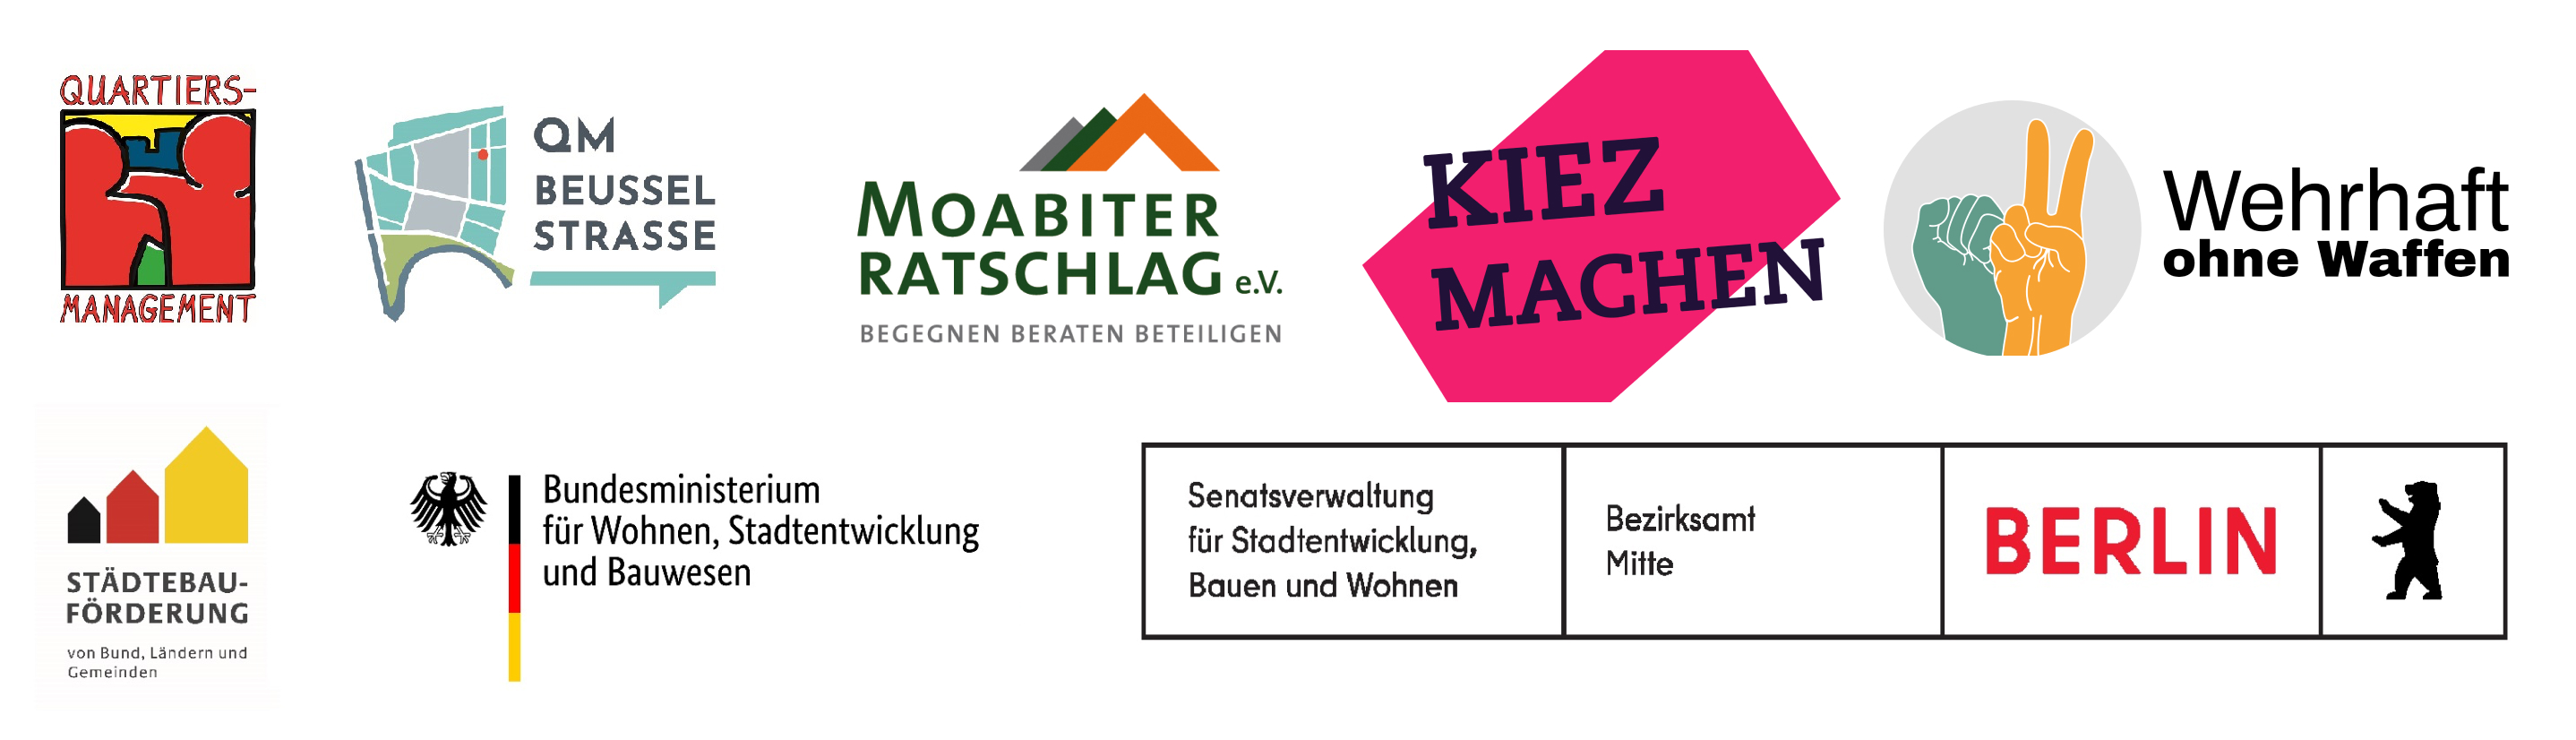 QUARTIERS-
MANAGEMENT
QM
BEUSSEL
STRASSE
MOABITER
RATSCHLAG e.V.
BEGEGNEN BERATEN BETEILIGEN
KIEZ
MACHEN
Wehrhaft
ohne Waffen
STÄDTEBAU-
FÖRDERUNG
von Bund, Ländern und
Gemeinden
Bundesministerium
für Wohnen, Stadtentwicklung
und Bauwesen
Senatsverwaltung
für Stadtentwicklung,
Bauen und Wohnen
Bezirksamt
Mitte
BERLIN